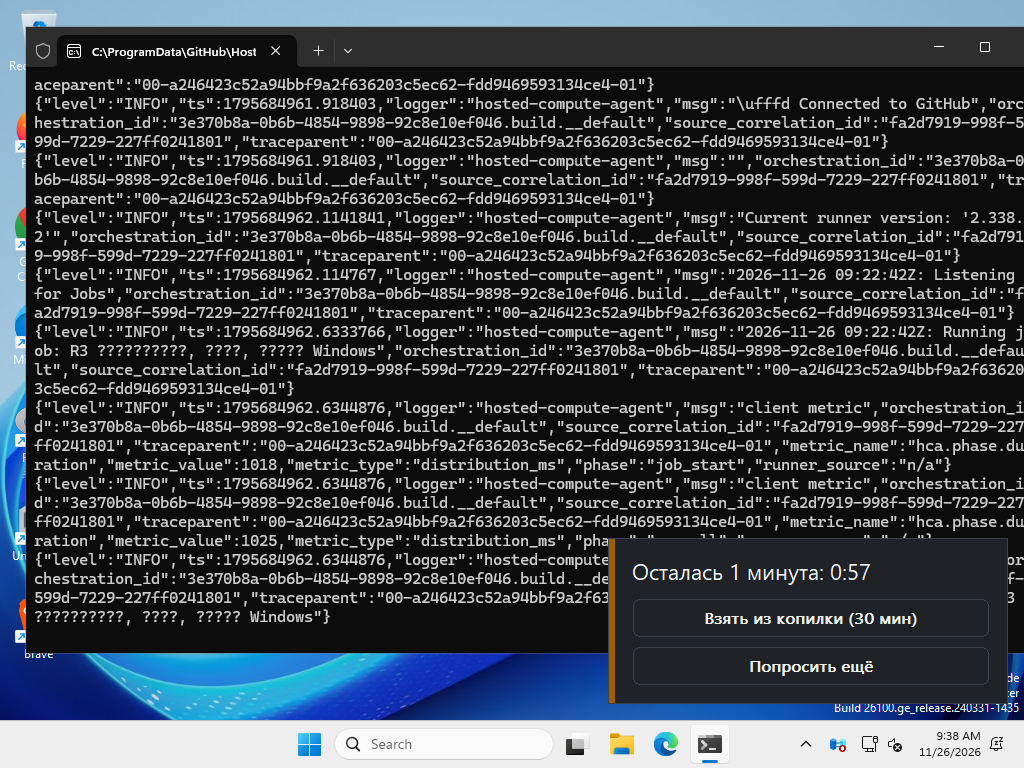 Rec
C:\ProgramData\GitHub\Host
aceparent":"00-a246423c52a94bbf9a2f636203c5ec62-fdd9469593134ce4-01"}
{"level":"INFO","ts":1795684961.918403,"logger":"hosted-compute-agent","msg":"\ufffd Connected to GitHub","orc
hestration_id":"3e370b8a-0b6b-4854-9898-92c8e10ef046.build.__default","source_correlation_id":"fa2d7919-998f-5
99d-7229-227ff0241801","traceparent":"00-a246423c52a94bbf9a2f636203c5ec62-fdd9469593134ce4-01"}
{"level":"INFO","ts":1795684961.918403,"logger":"hosted-compute-agent","msg":"","orchestration_id":"3e370b8a-0
b6b-4854-9898-92c8e10ef046.build.__default","source_correlation_id":"fa2d7919-998f-599d-7229-227ff0241801","tr
aceparent":"00-a246423c52a94bbf9a2f636203c5ec62-fdd9469593134ce4-01"}
{"level":"INFO","ts":1795684962.1141841,"logger":"hosted-compute-agent","msg":"Current runner version: '2.338.
2'","orchestration_id":"3e370b8a-0b6b-4854-9898-92c8e10ef046.build.__default","source_correlation_id":"fa2d791
9-998f-599d-7229-227ff0241801","traceparent":"00-a246423c52a94bbf9a2f636203c5ec62-fdd9469593134ce4-01"}
{"level":"INFO","ts":1795684962.114767,"logger":"hosted-compute-agent","msg":"2026-11-26 09:22:42Z: Listening
for Jobs","orchestration_id":"3e370b8a-0b6b-4854-9898-92c8e10ef046.build.__default","source_correlation_id":"f
a2d7919-998f-599d-7229-227ff0241801","traceparent":"00-a246423c52a94bbf9a2f636203c5ec62-fdd9469593134ce4-01"}
{"level":"INFO","ts":1795684962.6333766,"logger":"hosted-compute-agent","msg":"2026-11-26 09:22:42Z: Running j
ob: R3 ??????????, ????, ????? Windows","orchestration_id":"3e370b8a-0b6b-4854-9898-92c8e10ef046.build.__defau
lt","source_correlation_id":"fa2d7919-998f-599d-7229-227ff0241801","traceparent":"00-a246423c52a94bbf9a2f63620
3c5ec62-fdd9469593134ce4-01"}
{"level":"INFO","ts":1795684962.6344876,"logger":"hosted-compute-agent","msg":"client metric","orchestration_i
d":"3e370b8a-0b6b-4854-9898-92c8e10ef046.build.__default","source_correlation_id":"fa2d7919-998f-599d-7229-227
ff0241801","traceparent":"00-a246423c52a94bbf9a2f636203c5ec62-fdd9469593134ce4-01","metric_name":"hca.phase.du
ration","metric_value":1018,"metric_type":"distribution_ms","phase":"job_start","runner_source":"n/a"}
{"level":"INFO","ts":1795684962.6344876,"logger":"hosted-compute-agent","msg":"client metric","orchestration_i
d":"3e370b8a-0b6b-4854-9898-92c8e10ef046.build.__default","source_correlation_id":"fa2d7919-998f-599d-7229-227
ff0241801","traceparent":"00-a246423c52a94bbf9a2f636203c5ec62-fdd9469593134ce4-01","metric_name":"hca.phase.du
ration","metric_value":1025,"metric_type":"distribution_ms","pha
{"level":"INFO","ts":1795684962.6344876,"logger":"hosted-compute
chestration_id":"3e370b8a-0b6b-4854-9898-92c8e10ef046.build.__de
599d-7229-227ff0241801","traceparent":"00-a246423c52a94bbf9a2f63
??????????, ????, ????? Windows"}
Осталась 1 минута: 0:57
Взять из копилки (30 мин)
Попросить ещё
Brave
Build 26100.ge_release.240331-1435
Search
9:38 AM
11/26/2026